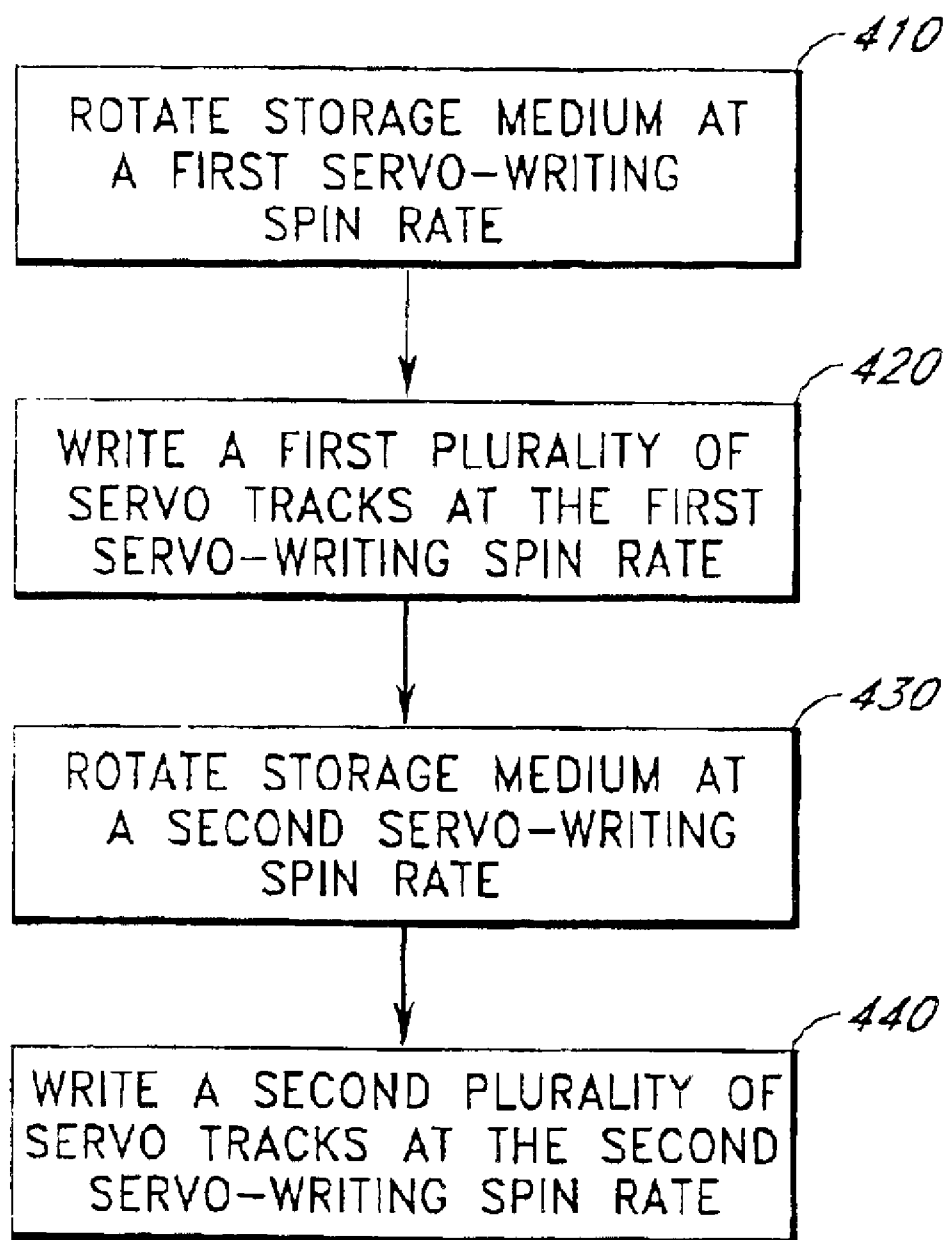 410
ROTATE STORAGE MEDIUM AT
A FIRST SERVO-WRITING
SPIN RATE
420
WRITE A FIRST PLURALITY OF
SERVO TRACKS AT THE FIRST
SERVO-WRITING SPIN RATE
430
ROTATE STORAGE MEDIUM AT
A SECOND SERVO-WRITING
SPIN RATE
440
WRITE A SECOND PLURALITY OF
SERVO TRACKS AT THE SECOND
SERVO-WRITING SPIN RATE